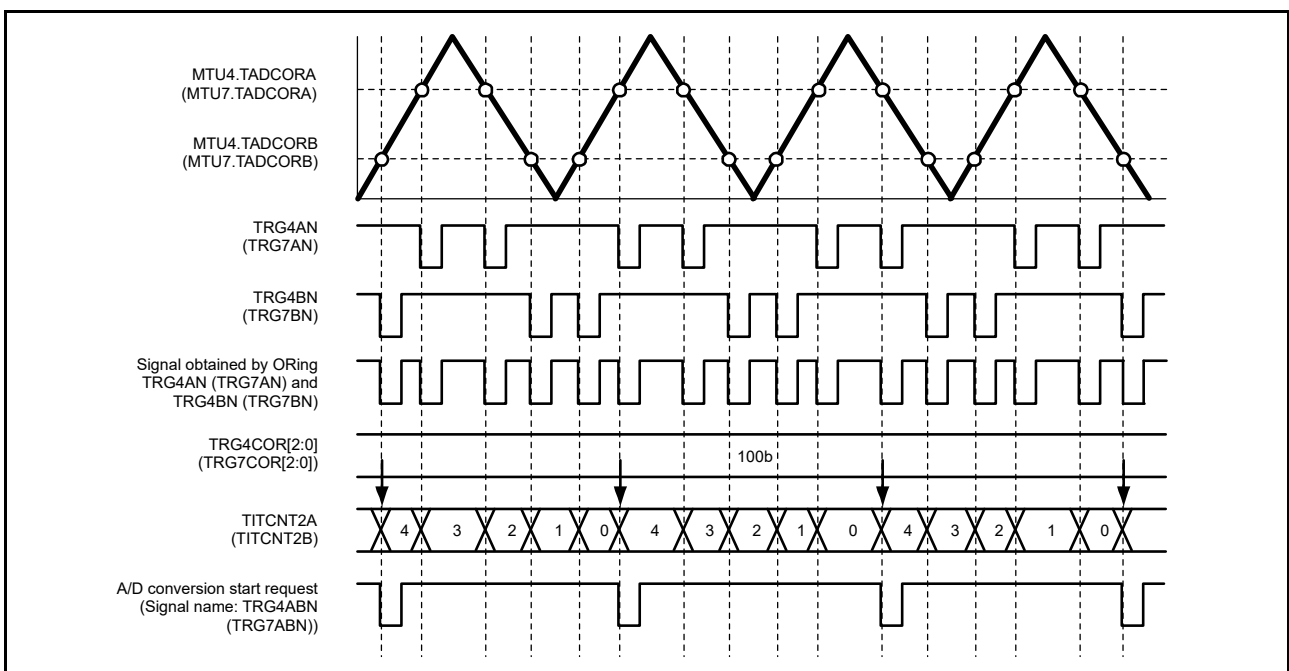 MTU4.TADCORA
(MTU7.TADCORA)
MTU4.TADCORB
(MTU7.TADCORB)
TRG4AN
(TRG7AN)
TRG4BN
(TRG7BN)
Signal obtained by ORing
TRG4AN (TRG7AN) and
TRG4BN (TRG7BN)
TRG4COR[2:0]
(TRG7COR[2:0])
100b
TITCNT2A
(TITCNT2B)
4 3 2 1 0 4 3 2 1 0 4 3 2 1 0
A/D conversion start request
(Signal name: TRG4ABN
(TRG7ABN))